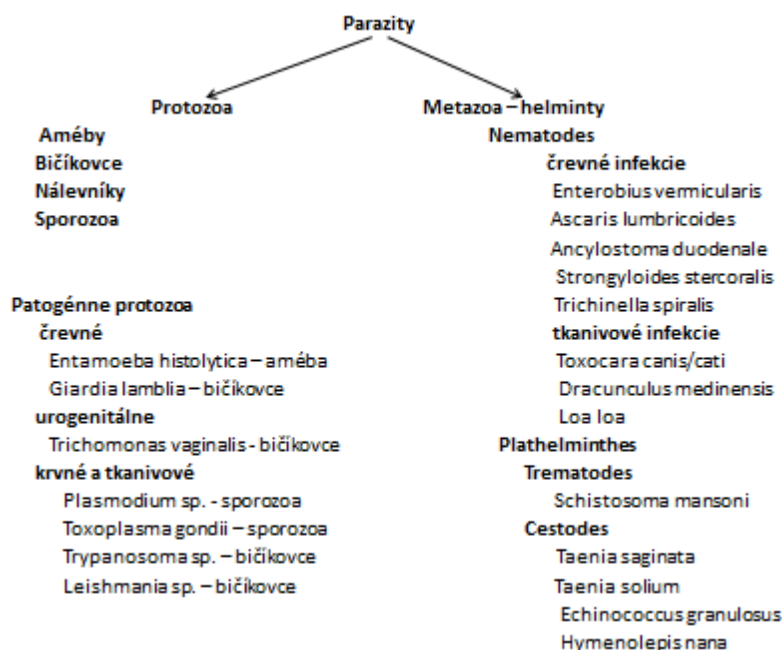 Parazity
Protozoa
Améby
Bičíkovce
Nálevníky
Sporozoa
Patogénne protozoa
črevné
Entamoeba histolytica – améba
Giardia lamblia – bičíkovce
urogenitálne
Trichomonas vaginalis - bičíkovce
krvné a tkanivové
Plasmodium sp. - sporozoa
Toxoplasma gondii – sporozoa
Trypanosoma sp. – bičíkovce
Leishmania sp. – bičíkovce
Metazoa – helminty
Nematodes
črevné infekcie
Enterobius vermicularis
Ascaris lumbricoides
Ancylostoma duodenale
Strongyloides stercoralis
Trichinella spiralis
tkanivové infekcie
Toxocara canis/cati
Dracunculus medinensis
Loa loa
Plathelminthes
Trematodes
Schistosoma mansoni
Cestodes
Taenia saginata
Taenia solium
Echinococcus granulosus
Hymenolepis nana